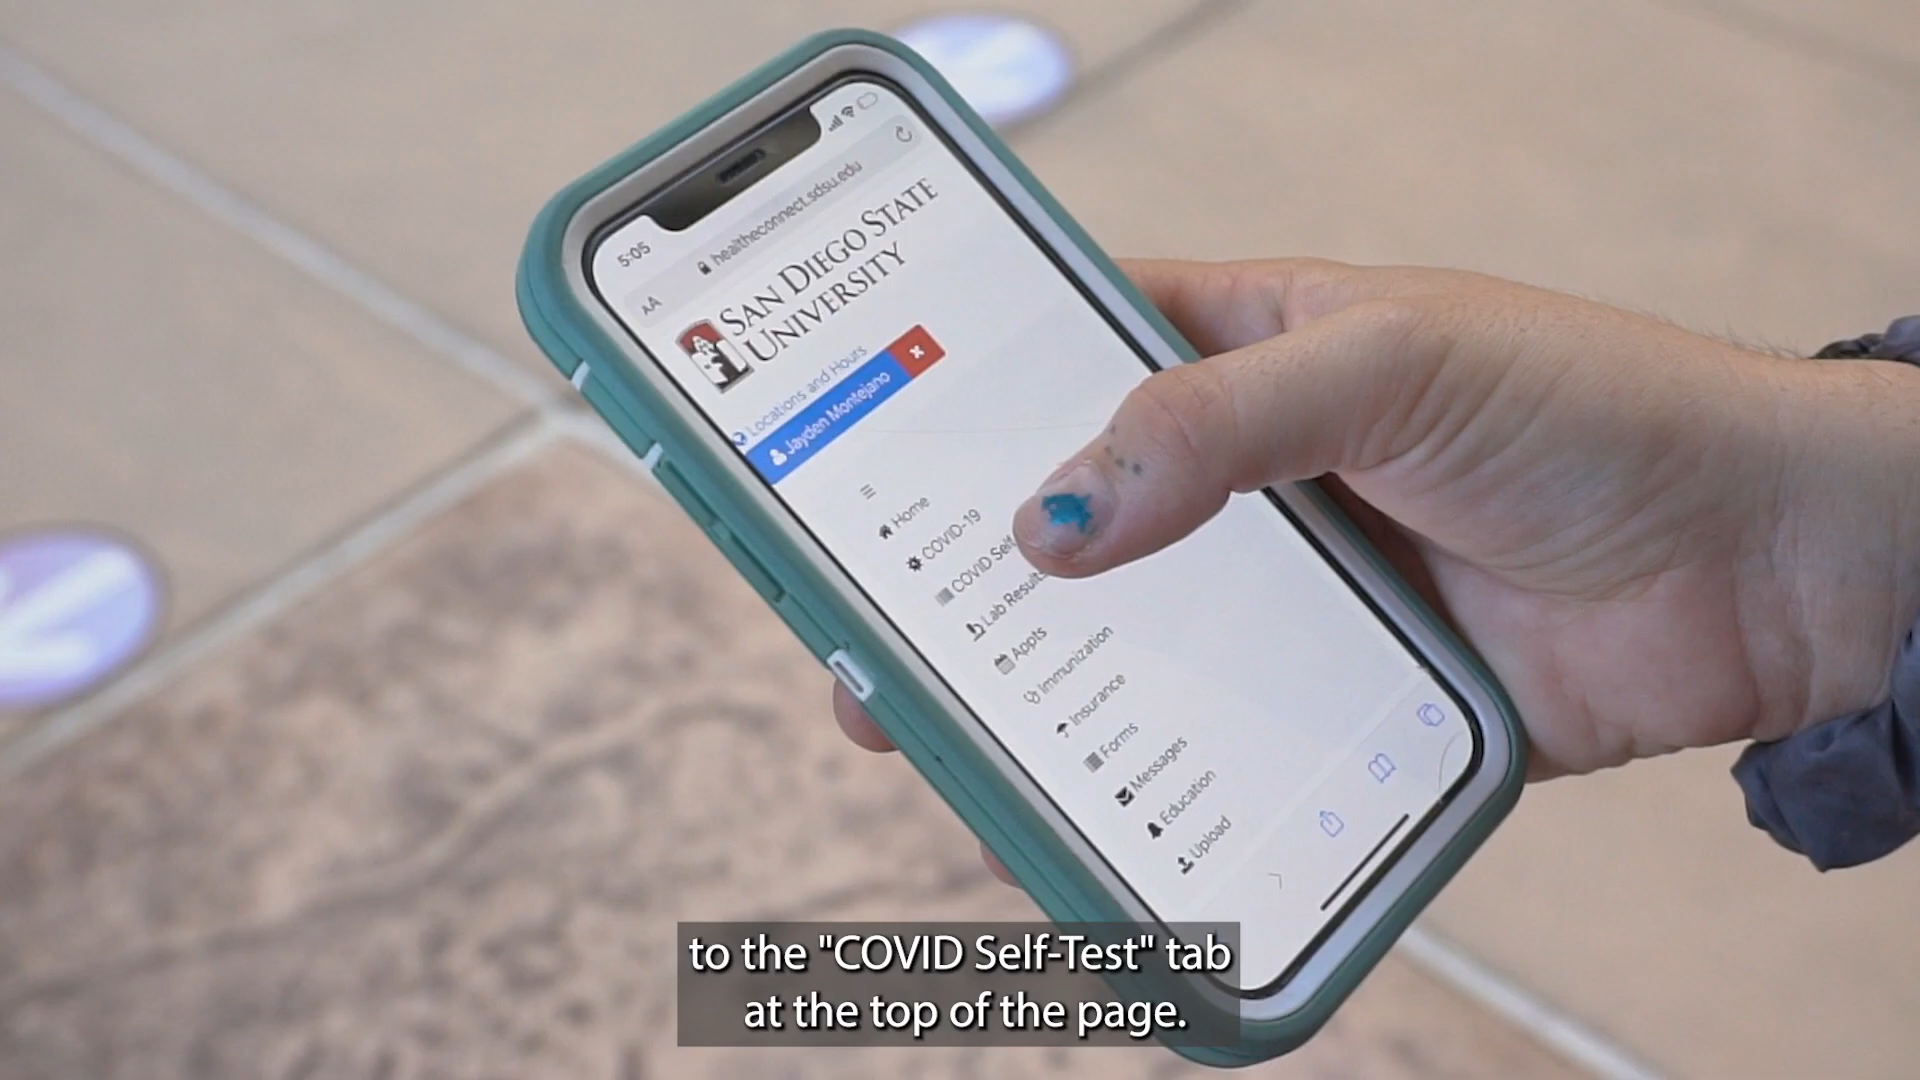 5:05
AA healtheconnect.sdsu.edu
SAN DIEGO STATE
UNIVERSITY
Locations and Hours
Jayden Montejano
Home
COVID-19
COVID Self
Lab Results
Appts
Immunization
Insurance
Forms
Messages
Education
Upload
to the "COVID Self-Test" tab
at the top of the page.